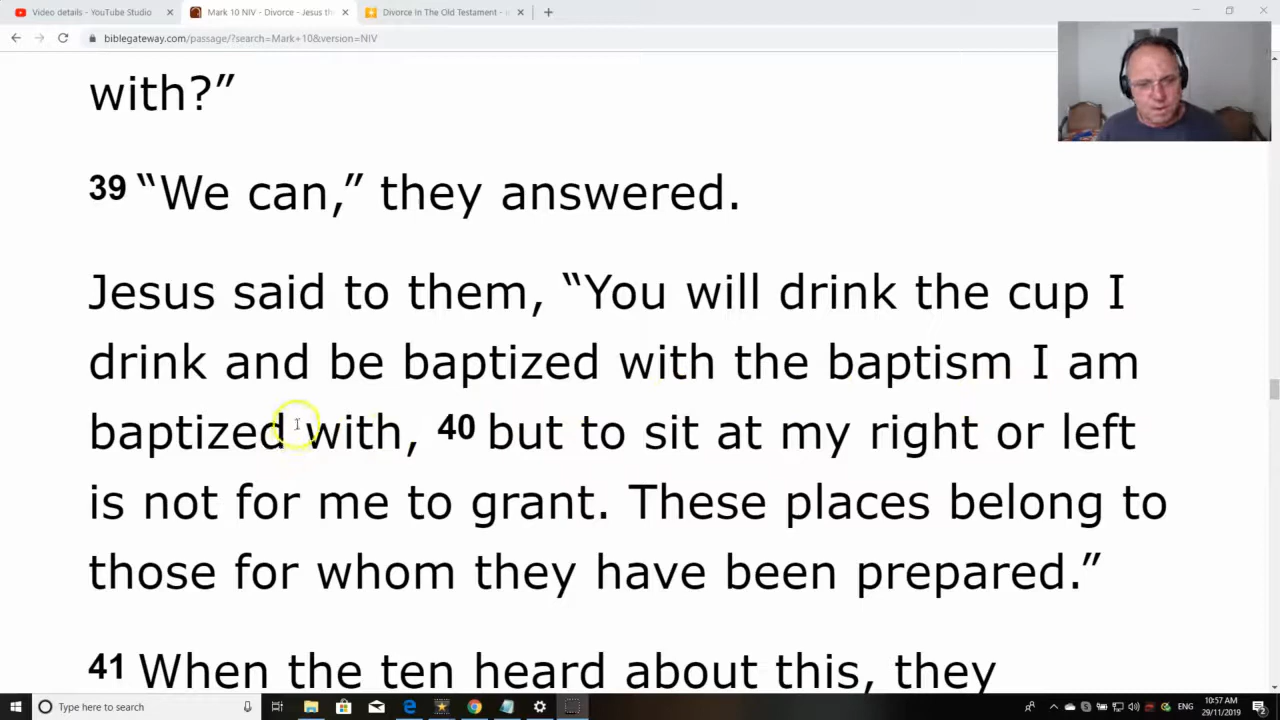 Video details - YouTube Studio
Mark 10 NIV - Divorce - Jesus th
Divorce In The Old Testament -
biblegateway.com/passage/?search=Mark+10&version=NIV
with?”
39 “We can,” they answered.
Jesus said to them, “You will drink the cup I
drink and be baptized with the baptism I am
baptized with, 40 but to sit at my right or left
is not for me to grant. These places belong to
those for whom they have been prepared.”
41 When the ten heard about this, they
Type here to search
10:57 AM
29/11/2019